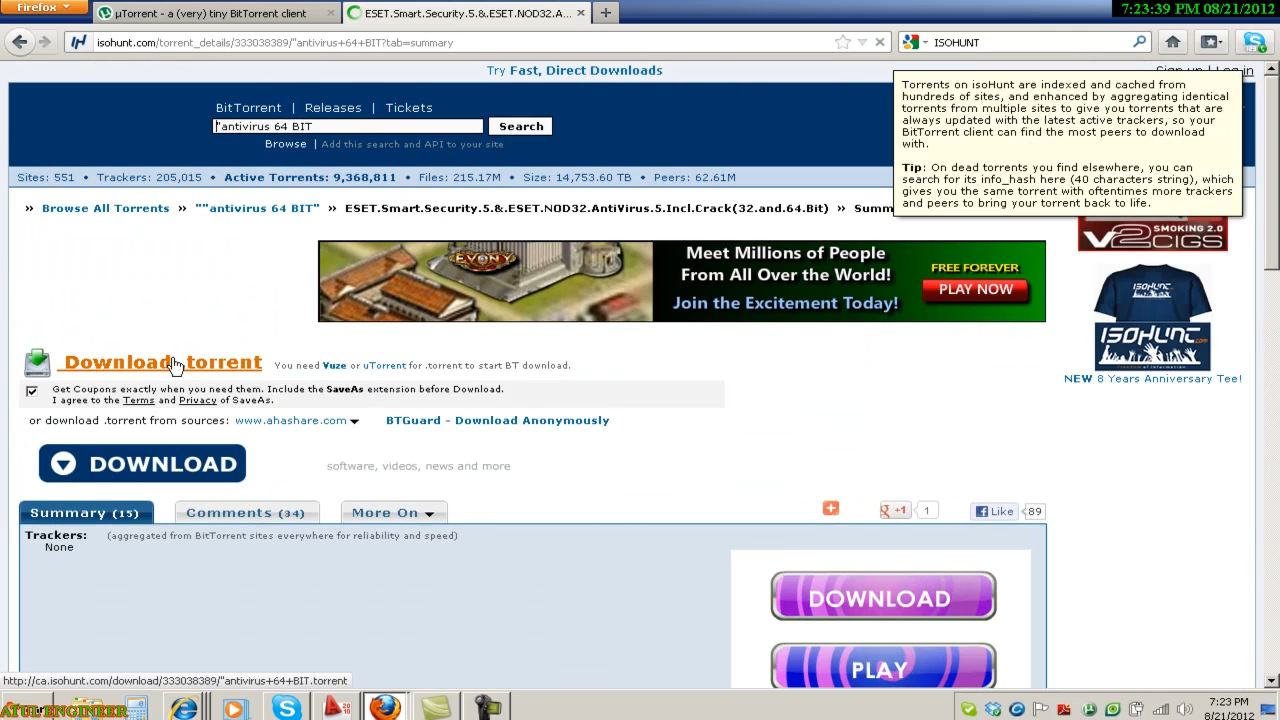 Firefox
µTorrent - a (very) tiny BitTorrent client
ESET.Smart.Security.5.&.ESET.NOD32.A...
7:23:39 PM 08/21/2012
isohunt.com/torrent_details/333038389/"antivirus+64+BIT?tab=summary
ISOHUNT
Try Fast, Direct Downloads
Sign up | Log in
BitTorrent | Releases | Tickets
"antivirus 64 BIT
Search
Browse | Add this search and API to your site
Torrents on isoHunt are indexed and cached from
hundreds of sites, and enhanced by aggregating identical
torrents from multiple sites to give you torrents that are
always updated with the latest active trackers, so your
BitTorrent client can find the most peers to download
with.
Tip: On dead torrents you find elsewhere, you can
search for its info_hash here (40 characters string), which
gives you the same torrent with oftentimes more trackers
and peers to bring your torrent back to life.
Sites: 551 • Trackers: 205,015 • Active Torrents: 9,368,811 • Files: 215.17M • Size: 14,753.60 TB • Peers: 62.61M
» Browse All Torrents » ""antivirus 64 BIT" » ESET.Smart.Security.5.&.ESET.NOD32.AntiVirus.5.Incl.Crack(32.and.64.Bit) » Summ
SMOKING 2.0
V2CIGS
EVONY
Meet Millions of People
From All Over the World!
Join the Excitement Today!
FREE FOREVER
PLAY NOW
ISOHUNT
ISOHUNT.COM
NEW 8 Years Anniversary Tee!
Download .torrent
You need Vuze or uTorrent for .torrent to start BT download.
Get Coupons exactly when you need them. Include the SaveAs extension before Download.
I agree to the Terms and Privacy of SaveAs.
or download .torrent from sources: www.ahashare.com
BTGuard - Download Anonymously
DOWNLOAD
software, videos, news and more
Summary (15)
Comments (34)
More On
+1
1
Like
89
Trackers: (aggregated from BitTorrent sites everywhere for reliability and speed)
None
DOWNLOAD
PLAY
http://ca.isohunt.com/download/333038389/"antivirus+64+BIT.torrent
ATUL ENGINEER
7:23 PM
8/21/2012